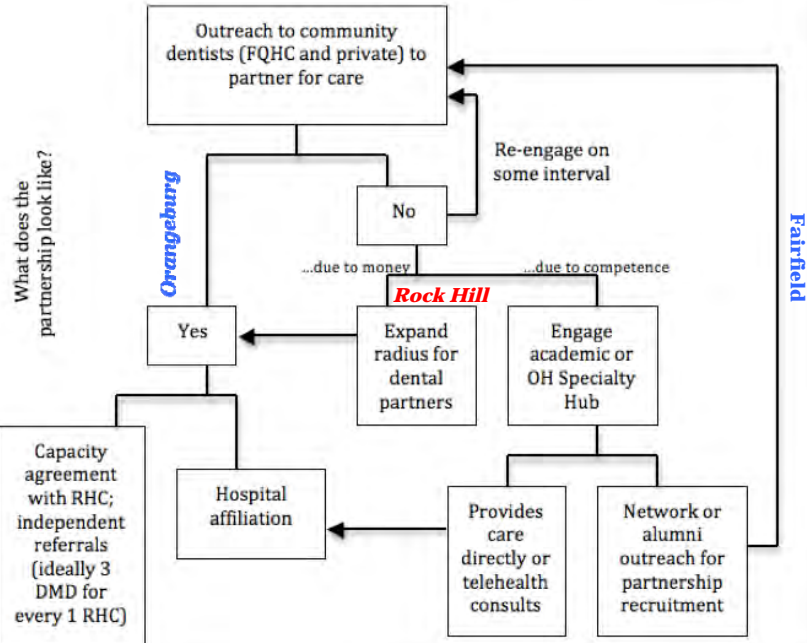 Outreach to community
dentists (FQHC and private) to
partner for care
What does the
partnership look like?
Orangeburg
Re-engage on
some interval
Fairfield
No
...due to money
...due to competence
Rock Hill
Yes
Expand
radius for
dental
partners
Engage
academic or
OH Specialty
Hub
Capacity
agreement
with RHC;
independent
referrals
(ideally 3
DMD for
every 1 RHC)
Hospital
affiliation
Provides
care
directly or
telehealth
consults
Network or
alumni
outreach for
partnership
recruitment